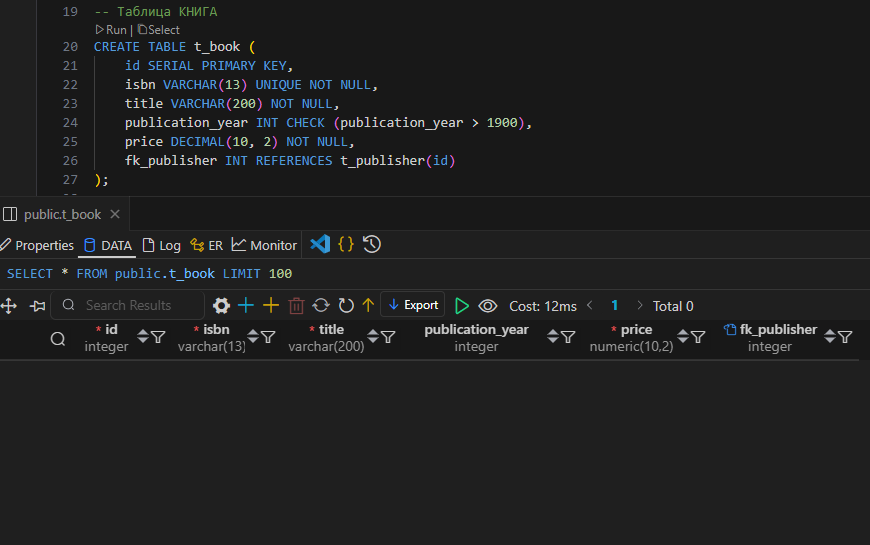 19 -- Таблица КНИГА
Run | Select
20 CREATE TABLE t_book (
21 id SERIAL PRIMARY KEY,
22 isbn VARCHAR(13) UNIQUE NOT NULL,
23 title VARCHAR(200) NOT NULL,
24 publication_year INT CHECK (publication_year > 1900),
25 price DECIMAL(10, 2) NOT NULL,
26 fk_publisher INT REFERENCES t_publisher(id)
27 );
public.t_book
Properties DATA Log ER Monitor {}
SELECT * FROM public.t_book LIMIT 100
Search Results Export Cost: 12ms < 1 > Total 0
* id * isbn * title publication_year * price fk_publisher
integer varchar(13) varchar(200) integer numeric(10,2) integer